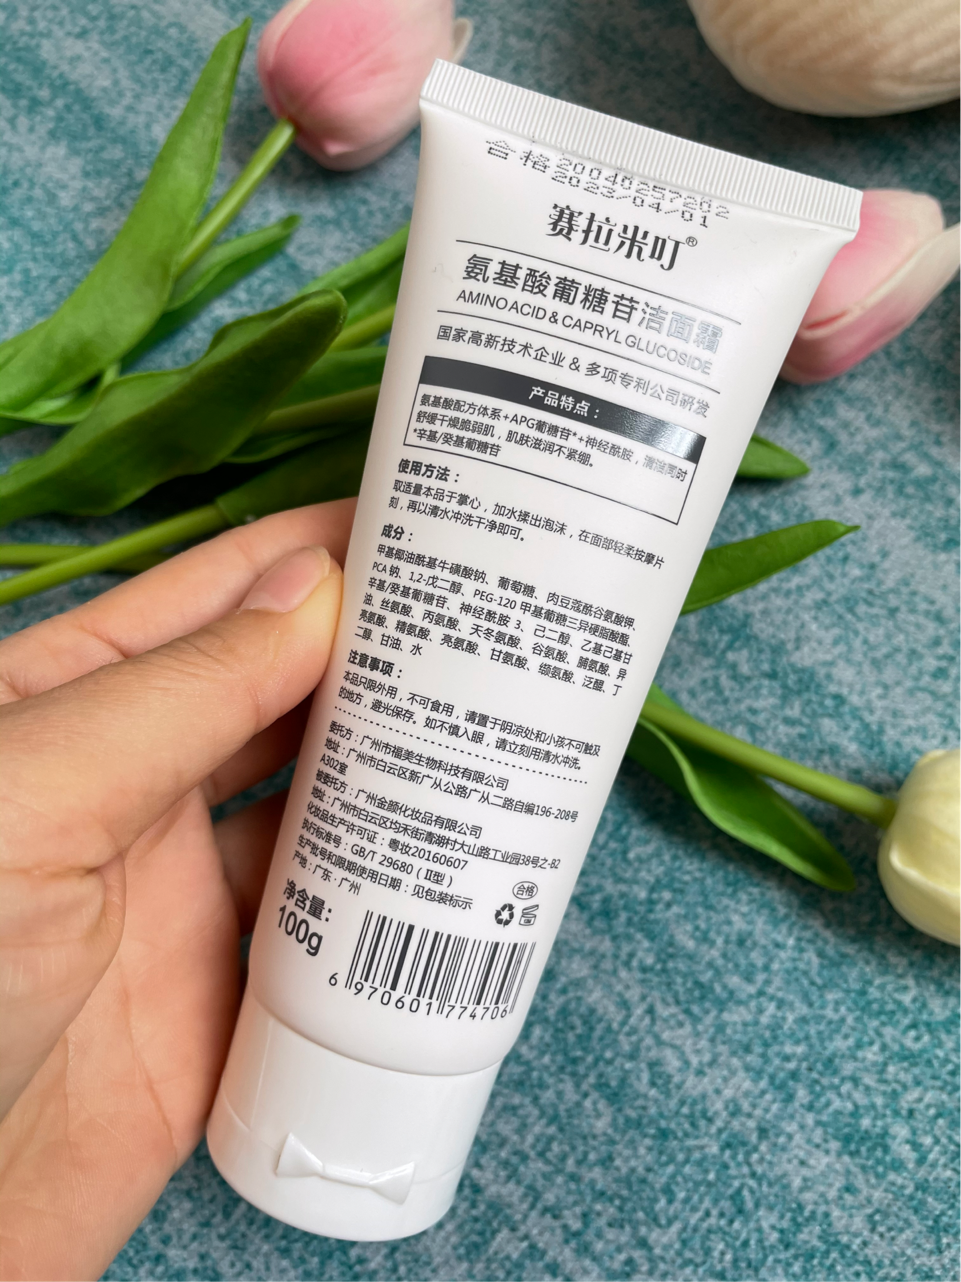 合格 20040257202
2023/04/01
赛拉米叮®
氨基酸葡糖苷洁面霜
AMINO ACID & CAPRYL GLUCOSIDE
国家高新技术企业 & 多项专利公司研发
产品特点：
氨基酸配方体系+APG葡糖苷*+神经酰胺，清洁同时
舒缓干燥脆弱肌，肌肤滋润不紧绷。
*辛基/癸基葡糖苷
使用方法：
取适量本品于掌心，加水揉出泡沫，在面部轻柔按摩片
刻，再以清水冲洗干净即可。
成分：
甲基椰油酰基牛磺酸钠、葡萄糖、肉豆蔻酰谷氨酸钾、
PCA 钠、1,2-戊二醇、PEG-120 甲基葡糖三异硬脂酸酯、
辛基/癸基葡糖苷、神经酰胺 3、己二醇、乙基己基甘
油、丝氨酸、丙氨酸、天冬氨酸、谷氨酸、脯氨酸、异
亮氨酸、精氨酸、亮氨酸、甘氨酸、缬氨酸、泛醌、丁
二醇、甘油、水
注意事项：
本品只限外用，不可食用，请置于阴凉处和小孩不可触及
的地方，避光保存。如不慎入眼，请立刻用清水冲洗。
委托方：广州市福美生物科技有限公司
地址：广州市白云区新广从公路广从二路自编196-208号
A302室
被委托方：广州金颜化妆品有限公司
地址：广州市白云区均禾街清湖村大山路工业园38号之-B2
化妆品生产许可证：粤妆20160607
执行标准号：GB/T 29680（II型）
生产批号和限期使用日期：见包装标示
产地：广东·广州
合格
净含量：
100g
6 970601 774706